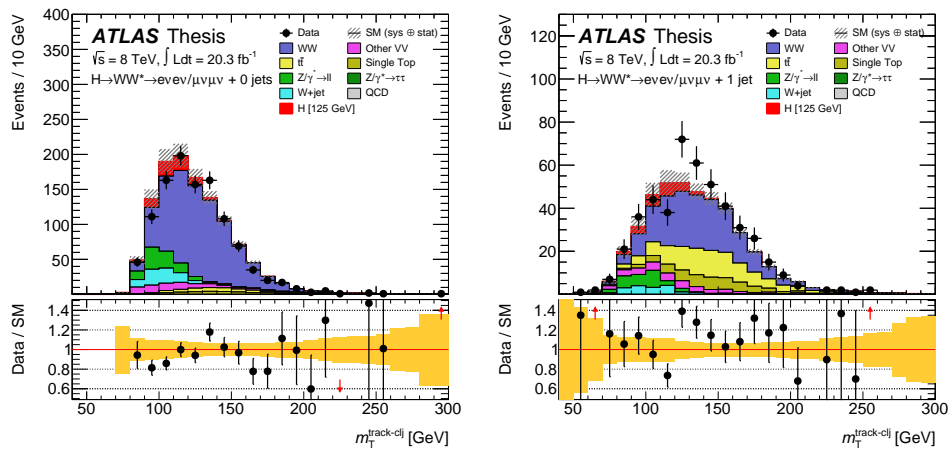 Events / 10 GeV
400
350
300
250
200
150
100
50
ATLAS Thesis
√s = 8 TeV, ∫ Ldt = 20.3 fb⁻¹
H→WW*→eνeν/μνμν + 0 jets
Data
SM (sys ⊕ stat)
WW
Other VV
tt̄
Single Top
Z/γ*→ll
Z/γ*→ττ
W+jet
QCD
H [125 GeV]
Data / SM
1.4
1.2
1
0.8
0.6
50 100 150 200 250 300
m_T^track-clj [GeV]
Events / 10 GeV
120
100
80
60
40
20
ATLAS Thesis
√s = 8 TeV, ∫ Ldt = 20.3 fb⁻¹
H→WW*→eνeν/μνμν + 1 jet
Data
SM (sys ⊕ stat)
WW
Other VV
tt̄
Single Top
Z/γ*→ll
Z/γ*→ττ
W+jet
QCD
H [125 GeV]
Data / SM
1.4
1.2
1
0.8
0.6
50 100 150 200 250 300
m_T^track-clj [GeV]